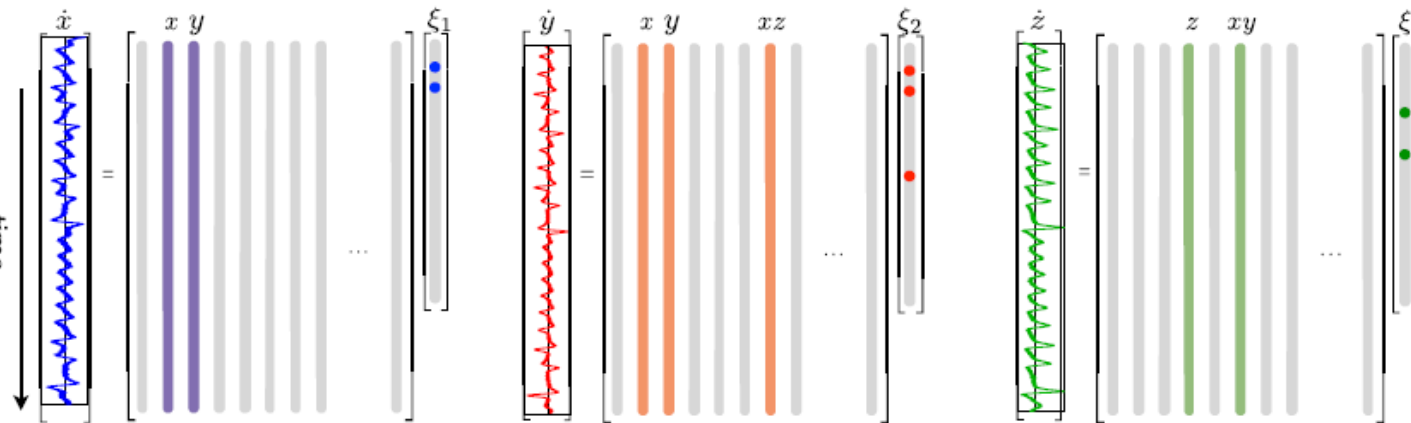 ẋ x y ξ₁ ẏ x y xz ξ₂ ż z xy ξ
= = =
... ... ...